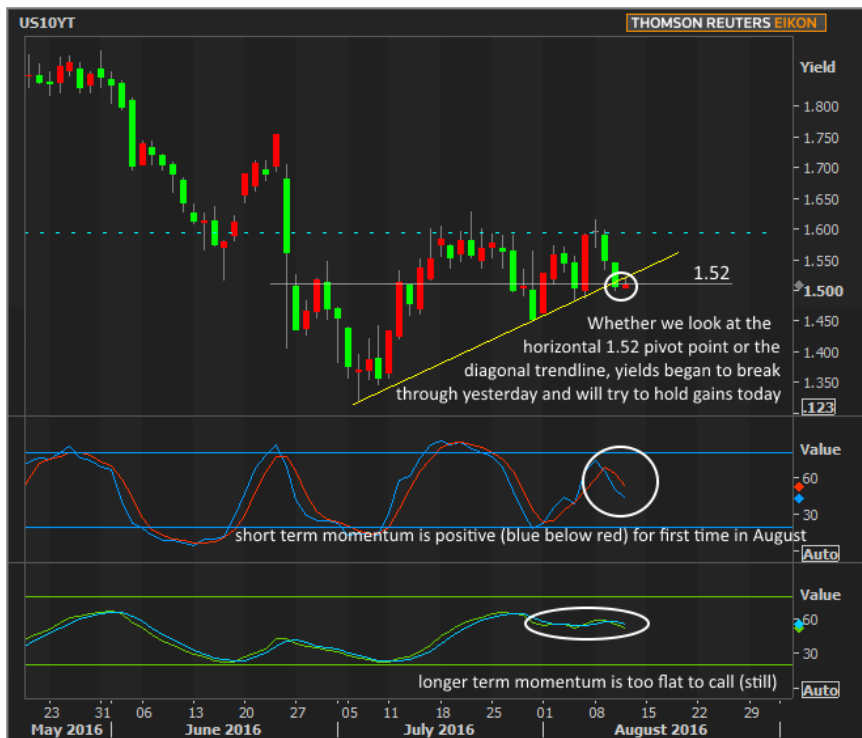 US10YT
THOMSON REUTERS EIKON
Yield
1.800
1.750
1.700
1.650
1.600
1.550
1.52
1.500
Whether we look at the
1.450
horizontal 1.52 pivot point or the
1.400
diagonal trendline, yields began to break
1.350
through yesterday and will try to hold gains today
.123
Value
60
30
short term momentum is positive (blue below red) for first time in August
Auto
Value
60
30
longer term momentum is too flat to call (still)
Auto
23 31 06 13 20 27 05 11 18 25 01 08 15 22 29
May 2016 June 2016 July 2016 August 2016